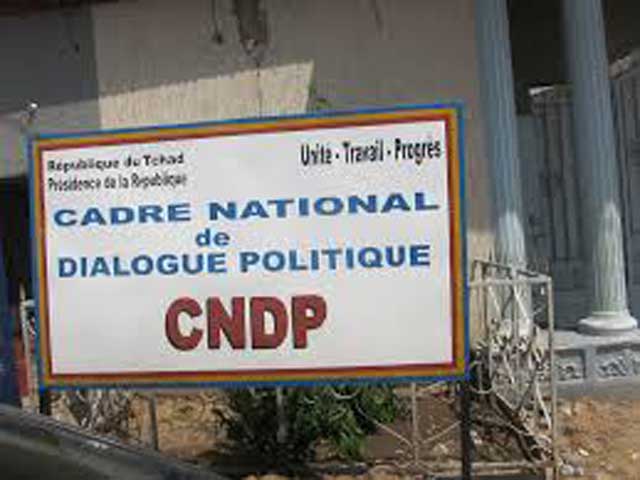 République du Tchad
Unité - Travail - Progrès
Présidence de la République
CADRE NATIONAL
de
DIALOGUE POLITIQUE
CNDP